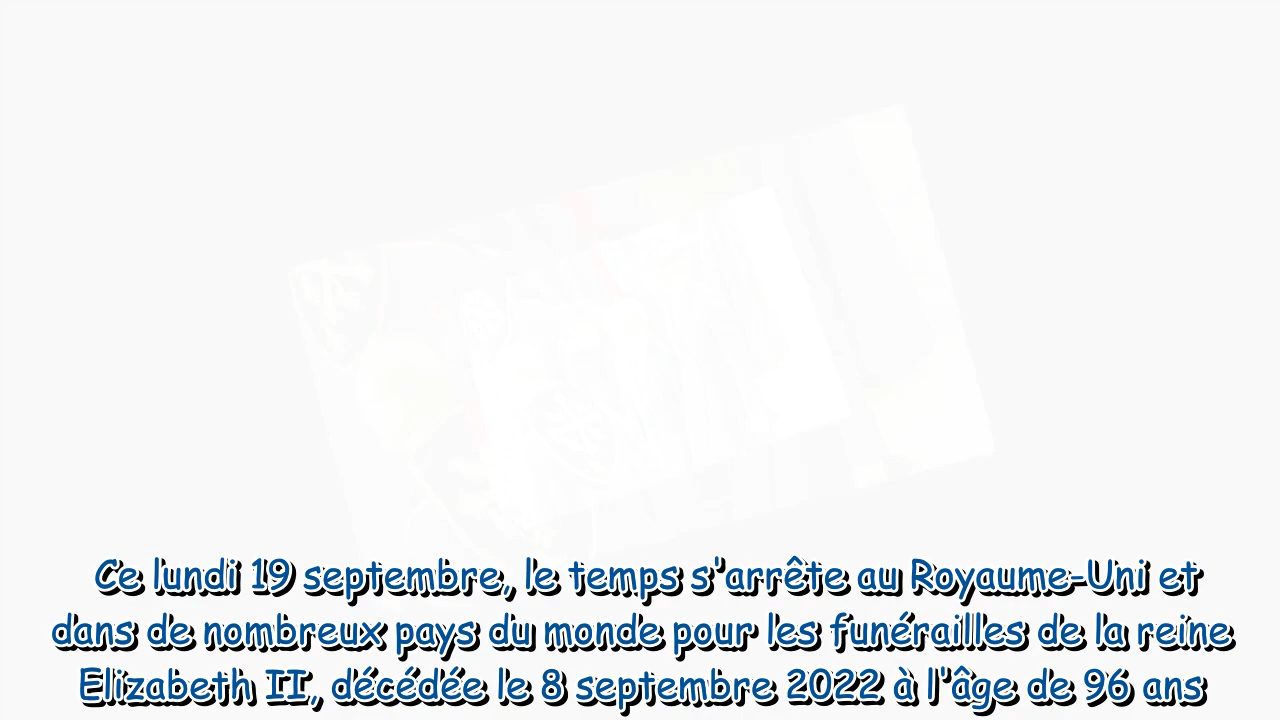 Ce lundi 19 septembre, le temps s'arrête au Royaume-Uni et
dans de nombreux pays du monde pour les funérailles de la reine
Elizabeth II, décédée le 8 septembre 2022 à l'âge de 96 ans